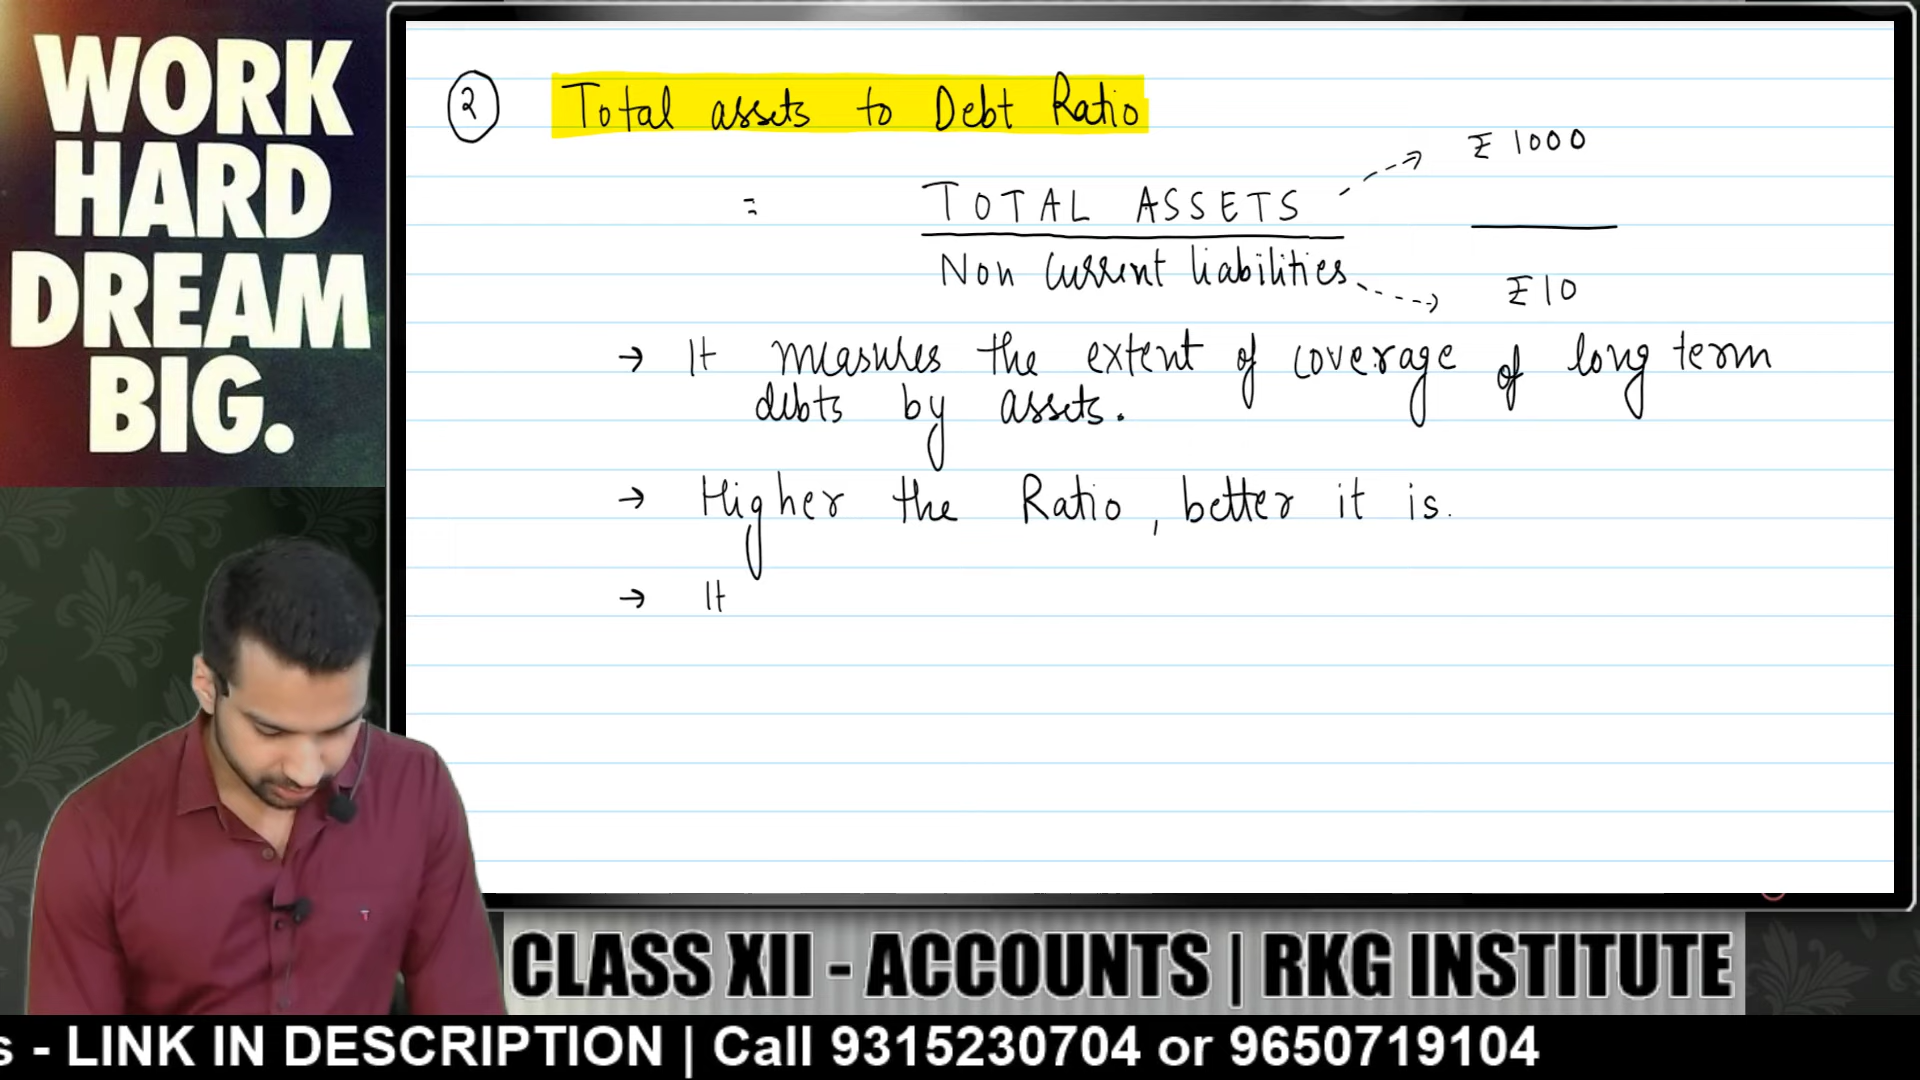 WORK
HARD
DREAM
BIG.
2 Total assets to Debt Ratio
₹ 1000
= TOTAL ASSETS
Non Current liabilities
₹ 10
→ It measures the extent of coverage of long term
debts by assets.
→ Higher the Ratio, better it is.
→ It
CLASS XII - ACCOUNTS | RKG INSTITUTE
s - LINK IN DESCRIPTION | Call 9315230704 or 9650719104